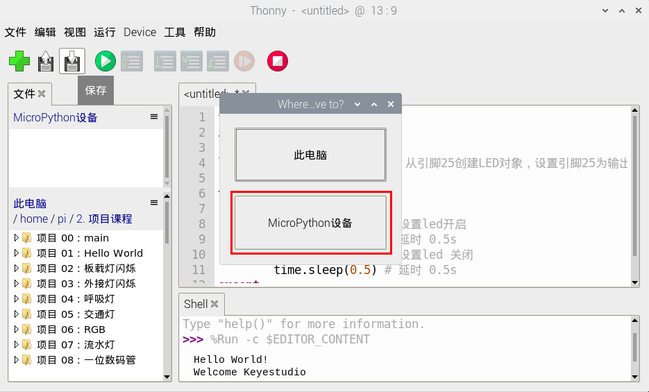 Thonny - <untitled> @ 13 : 9
文件 编辑 视图 运行 Device 工具 帮助
保存
文件
MicroPython设备
此电脑
/ home / pi / 2. 项目课程
项目 00：main
项目 01：Hello World
项目 02：板载灯闪烁
项目 03：外接灯闪烁
项目 04：呼吸灯
项目 05：交通灯
项目 06：RGB
项目 07：流水灯
项目 08：一位数码管
<untitled> *
Where...ve to?
此电脑
MicroPython设备
1
2
3
4 从引脚25创建LED对象，设置引脚25为输出
5
6
7
8 设置led开启
9 延时 0.5s
10 设置led 关闭
11 time.sleep(0.5) # 延时 0.5s
12 except
Shell
Type "help()" for more information.
>>> %Run -c $EDITOR_CONTENT
Hello World!
Welcome Keyestudio